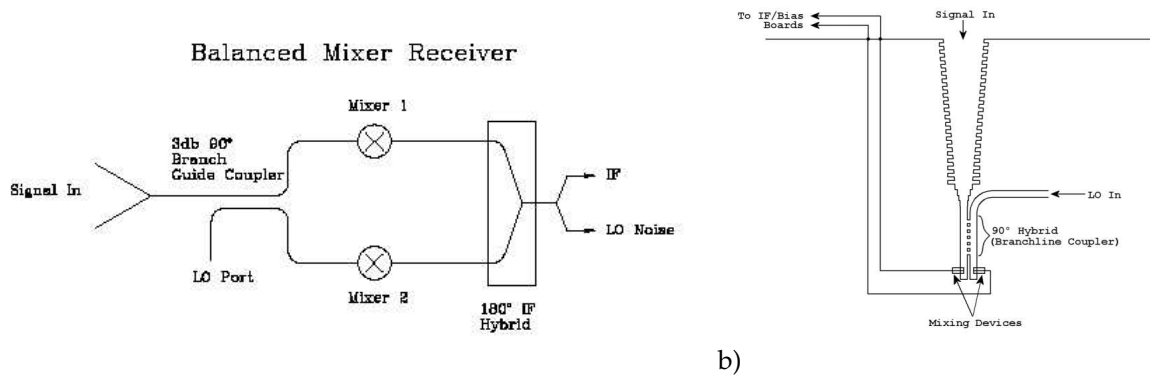 Balanced Mixer Receiver
Mixer 1
3db 90°
Branch
Guide Coupler
Signal In
IF
LO Noise
LO Port
Mixer 2
180° IF
Hybrid
b)
To IF/Bias
Boards
Signal In
LO In
90° Hybrid
(Branchline Coupler)
Mixing Devices